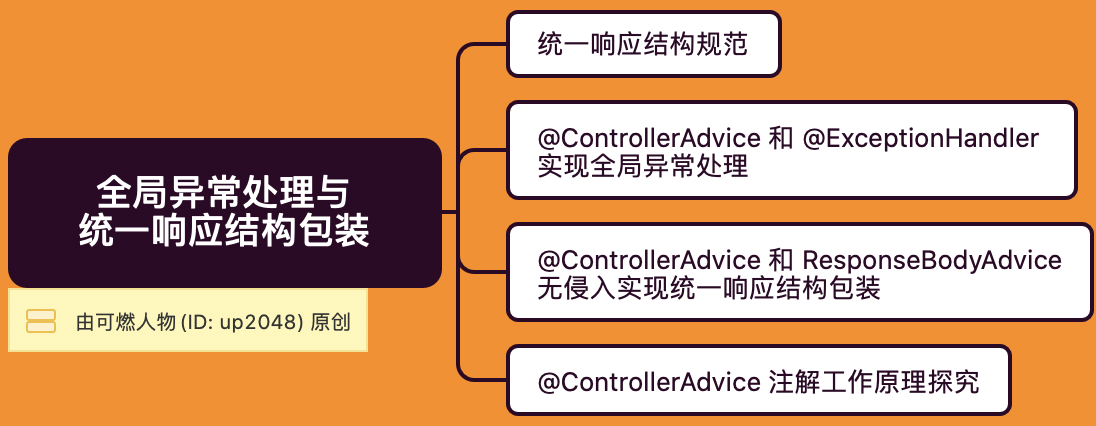 全局异常处理与
统一响应结构包装
由可燃人物 (ID: up2048) 原创
统一响应结构规范
@ControllerAdvice 和 @ExceptionHandler
实现全局异常处理
@ControllerAdvice 和 ResponseBodyAdvice
无侵入实现统一响应结构包装
@ControllerAdvice 注解工作原理探究